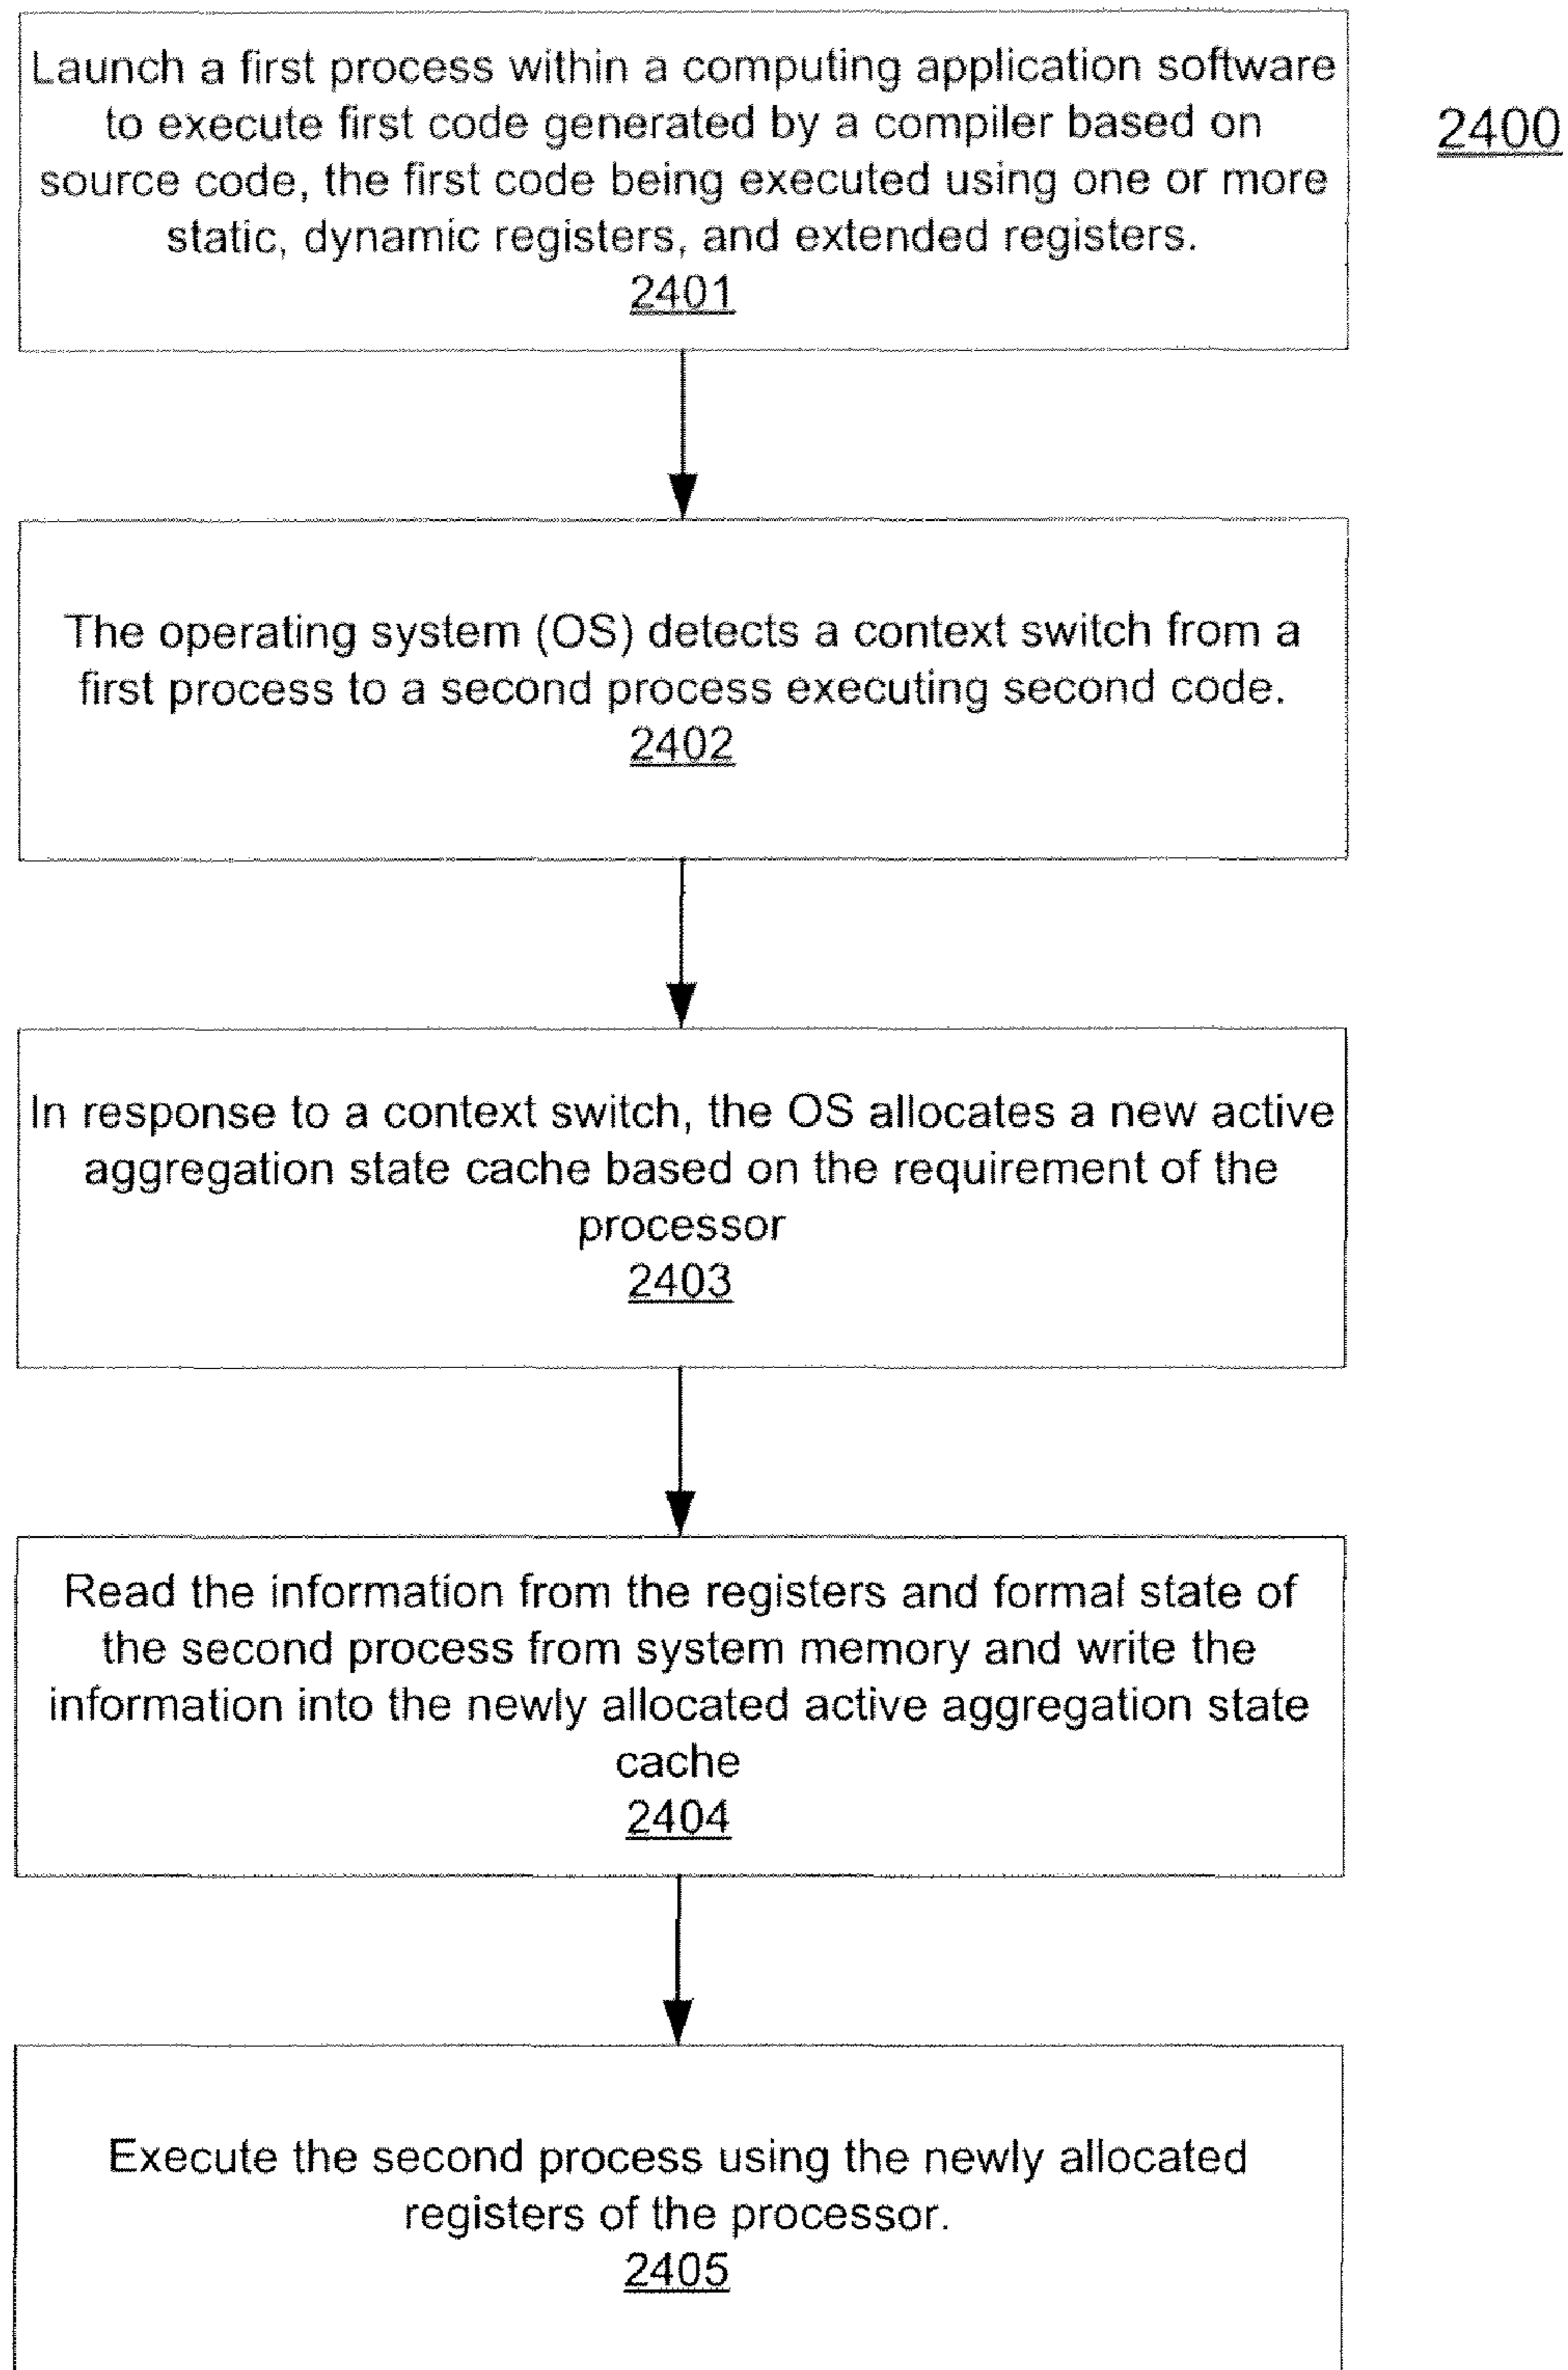 Launch a first process within a computing application software
to execute first code generated by a compiler based on
source code, the first code being executed using one or more
static, dynamic registers, and extended registers.
2401
2400
The operating system (OS) detects a context switch from a
first process to a second process executing second code.
2402
In response to a context switch, the OS allocates a new active
aggregation state cache based on the requirement of the
processor
2403
Read the information from the registers and formal state of
the second process from system memory and write the
information into the newly allocated active aggregation state
cache
2404
Execute the second process using the newly allocated
registers of the processor.
2405